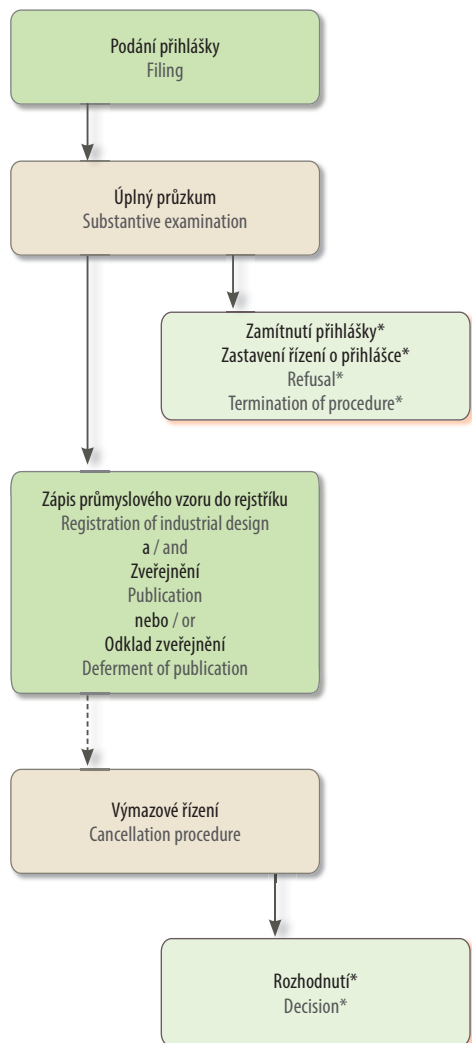 Podání přihlášky
Filing
Úplný průzkum
Substantive examination
Zamítnutí přihlášky*
Zastavení řízení o přihlášce*
Refusal*
Termination of procedure*
Zápis průmyslového vzoru do rejstříku
Registration of industrial design
a / and
Zveřejnění
Publication
nebo / or
Odklad zveřejnění
Deferment of publication
Výmazové řízení
Cancellation procedure
Rozhodnutí*
Decision*